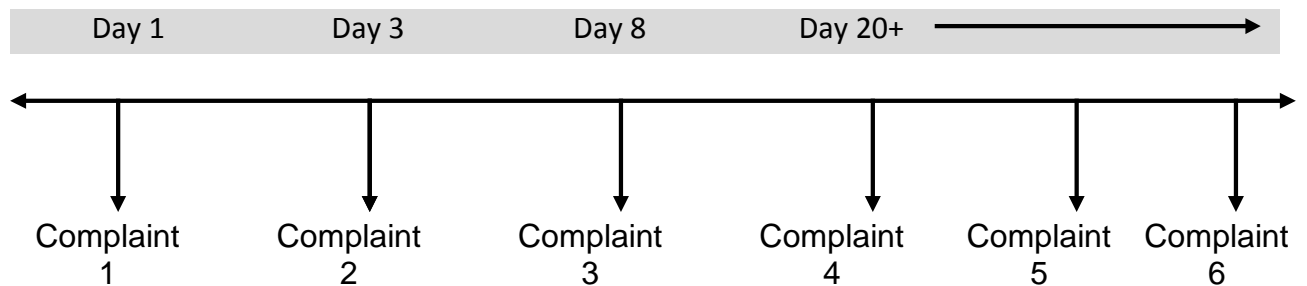 Day 1 Day 3 Day 8 Day 20+
Complaint Complaint Complaint Complaint Complaint Complaint
1 2 3 4 5 6